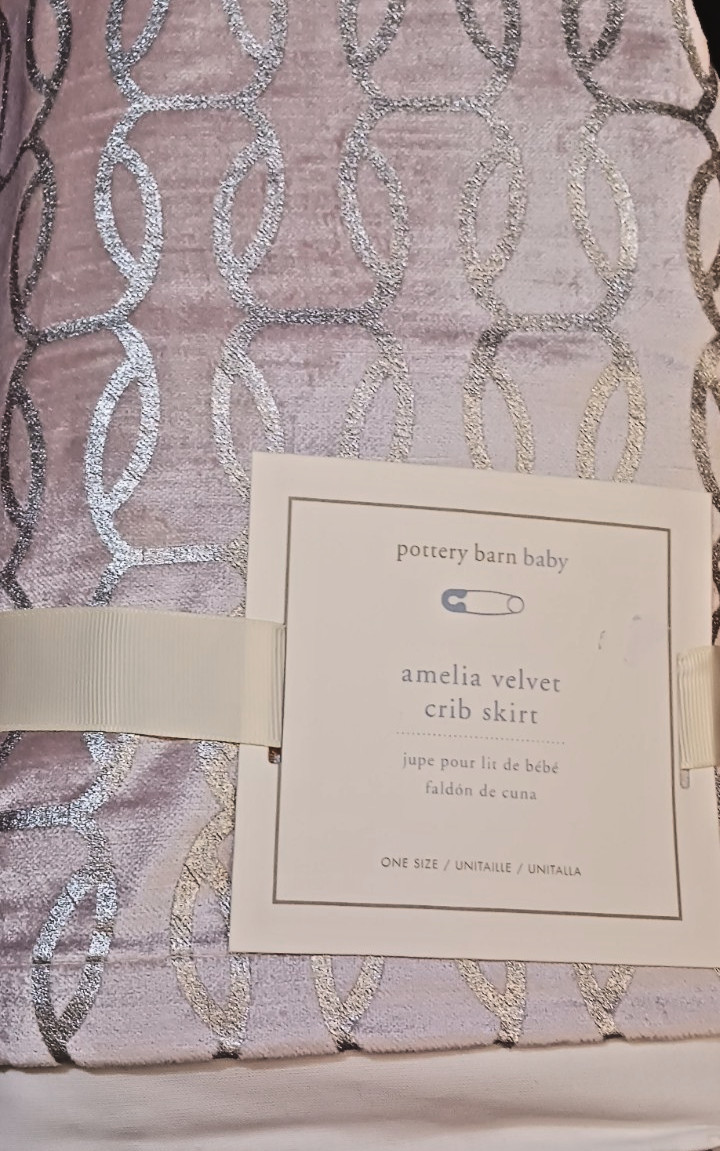 pottery barn baby
amelia velvet
crib skirt
jupe pour lit de bébé
faldón de cuna
ONE SIZE / UNITAILLE / UNITALLA